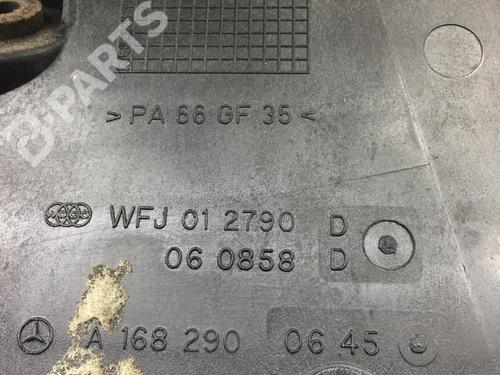 B-PARTS
>PA 66 GF 35<
WFJ 01 2790 D
06 0858 D
A 168 290 06 45